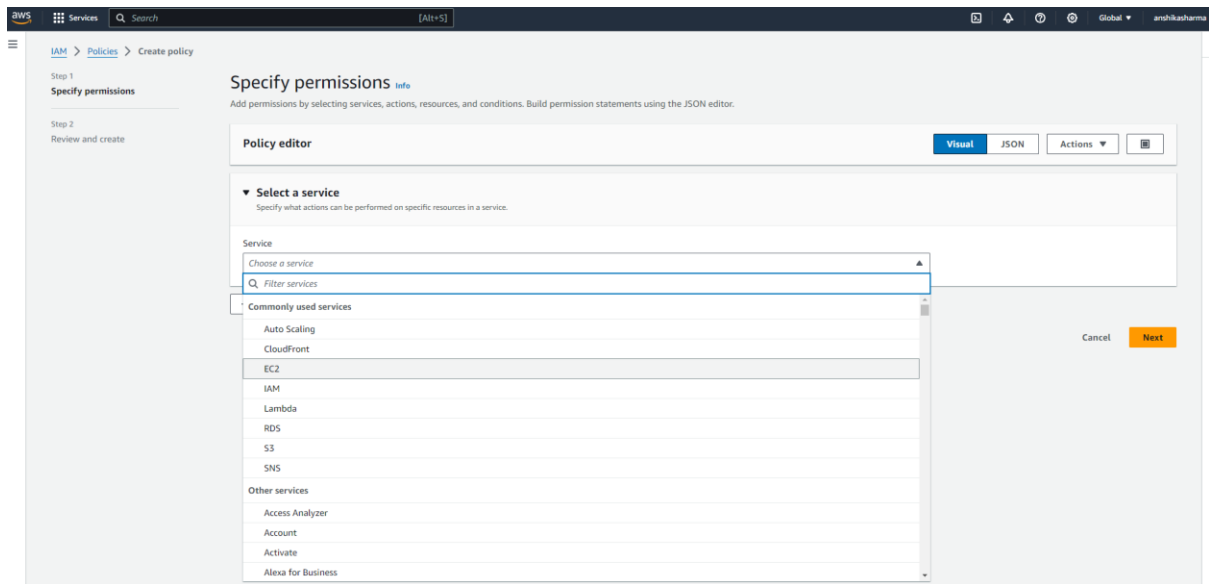 aws Services Search [Alt+S] Global anshikasharma
IAM > Policies > Create policy
Step 1
Specify permissions
Step 2
Review and create
Specify permissions Info
Add permissions by selecting services, actions, resources, and conditions. Build permission statements using the JSON editor.
Policy editor
Visual JSON Actions
Select a service
Specify what actions can be performed on specific resources in a service.
Service
Choose a service
Filter services
Commonly used services
Auto Scaling
CloudFront
EC2
IAM
Lambda
RDS
S3
SNS
Other services
Access Analyzer
Account
Activate
Alexa for Business
Cancel Next